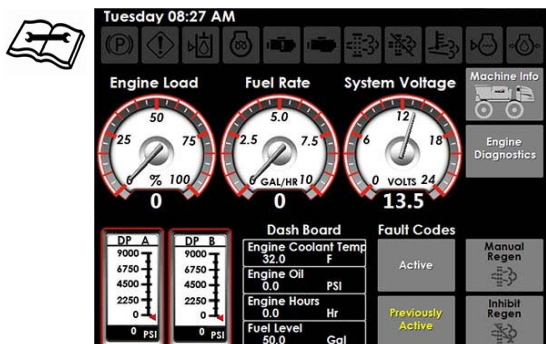 Tuesday 08:27 AM
(P)
Engine Load
Fuel Rate
System Voltage
Machine Info
50
25
75
0
% 100
0
5.0
2.5
7.5
0
GAL/HR 10
0
12
6
18
0 VOLTS 24
13.5
Engine
Diagnostics
DP A
9000
6750
4500
2250
0
0 PSI
DP B
9000
6750
4500
2250
0
0 PSI
Dash Board
Engine Coolant Temp
32.0 F
Engine Oil
0.0 PSI
Engine Hours
0.0 Hr
Fuel Level
50.0 Gal
Fault Codes
Active
Previously
Active
Manual
Regen
Inhibit
Regen